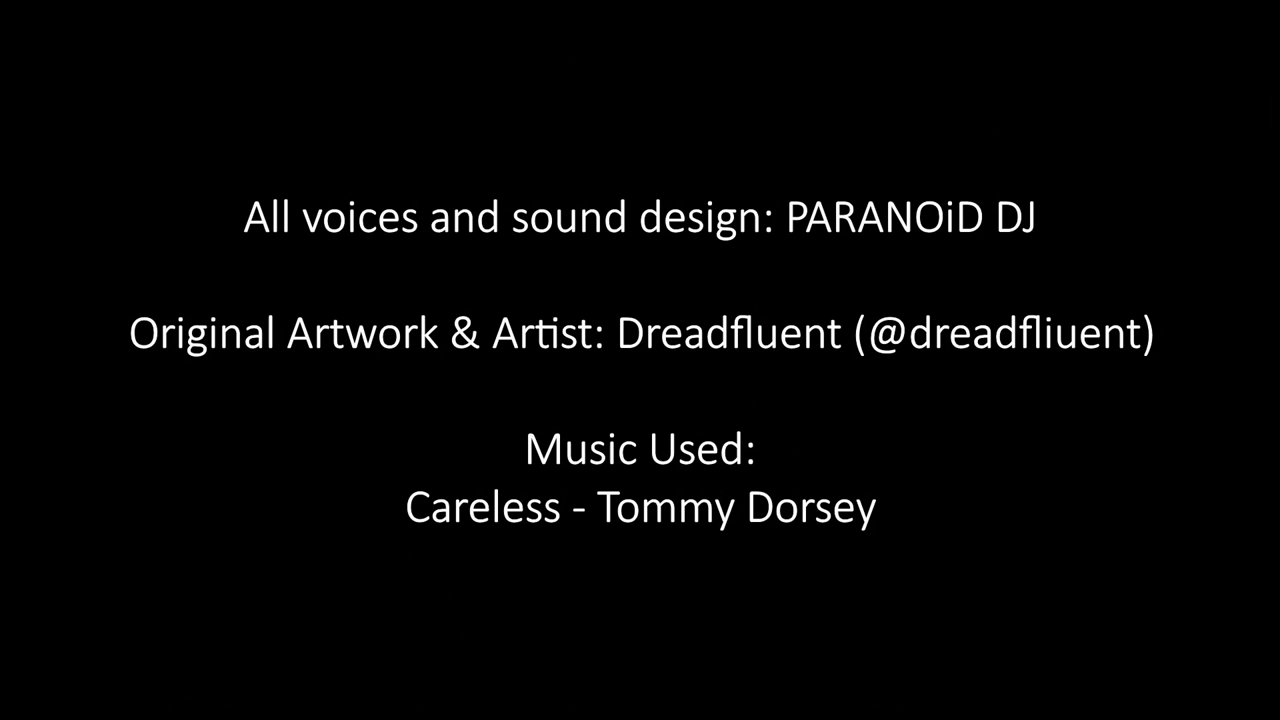 All voices and sound design: PARANOiD DJ
Original Artwork & Artist: Dreadfluent (@dreadfliuent)
Music Used:
Careless - Tommy Dorsey